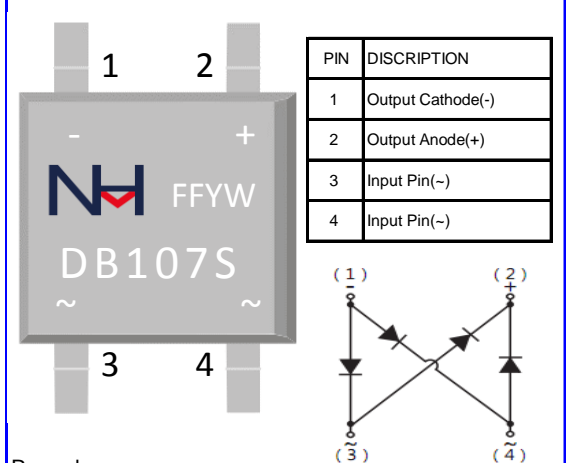 1 2
- +
NH FFYW
DB107S
~ ~
3 4
PIN DISCRIPTION
1 Output Cathode(-)
2 Output Anode(+)
3 Input Pin(~)
4 Input Pin(~)
(1) (2)
- +
~ ~
(3) (4)